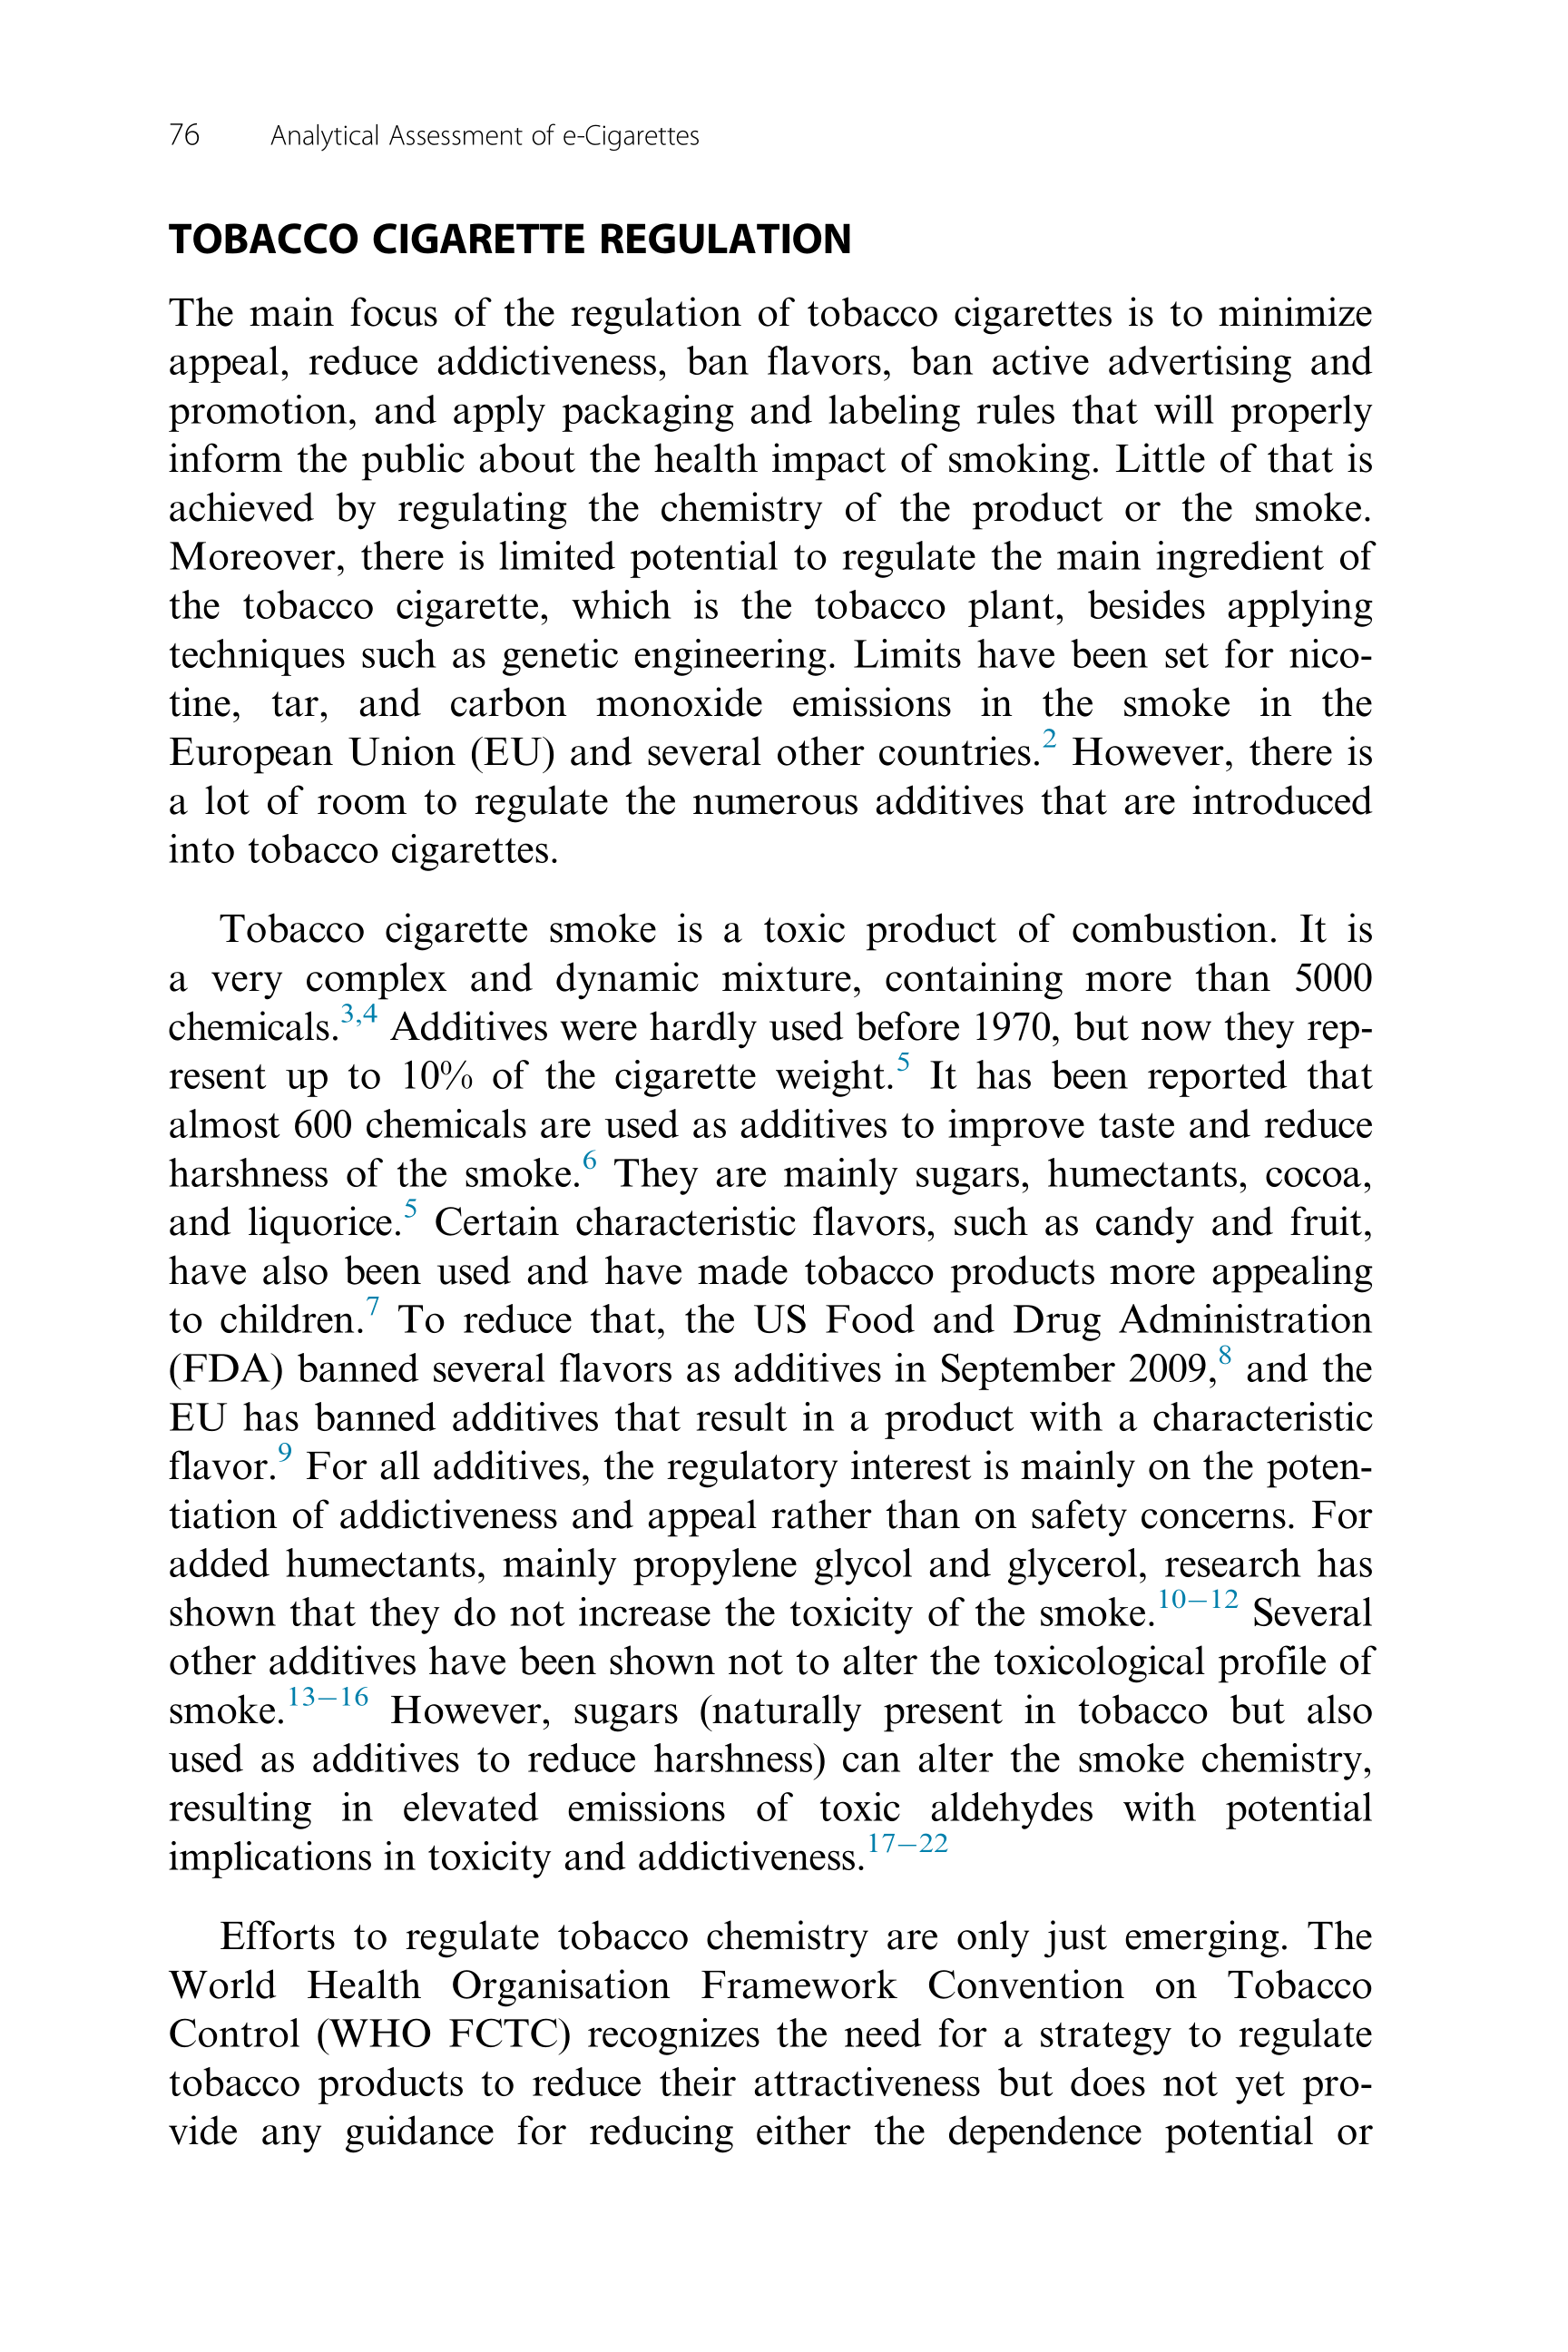 76 Analytical Assessment of e-Cigarettes
TOBACCO CIGARETTE REGULATION
The main focus of the regulation of tobacco cigarettes is to minimize
appeal, reduce addictiveness, ban flavors, ban active advertising and
promotion, and apply packaging and labeling rules that will properly
inform the public about the health impact of smoking. Little of that is
achieved by regulating the chemistry of the product or the smoke.
Moreover, there is limited potential to regulate the main ingredient of
the tobacco cigarette, which is the tobacco plant, besides applying
techniques such as genetic engineering. Limits have been set for nico-
tine, tar, and carbon monoxide emissions in the smoke in the
European Union (EU) and several other countries.2 However, there is
a lot of room to regulate the numerous additives that are introduced
into tobacco cigarettes.
Tobacco cigarette smoke is a toxic product of combustion. It is
a very complex and dynamic mixture, containing more than 5000
chemicals.3,4 Additives were hardly used before 1970, but now they rep-
resent up to 10% of the cigarette weight.5 It has been reported that
almost 600 chemicals are used as additives to improve taste and reduce
harshness of the smoke.6 They are mainly sugars, humectants, cocoa,
and liquorice.5 Certain characteristic flavors, such as candy and fruit,
have also been used and have made tobacco products more appealing
to children.7 To reduce that, the US Food and Drug Administration
(FDA) banned several flavors as additives in September 2009,8 and the
EU has banned additives that result in a product with a characteristic
flavor.9 For all additives, the regulatory interest is mainly on the poten-
tiation of addictiveness and appeal rather than on safety concerns. For
added humectants, mainly propylene glycol and glycerol, research has
shown that they do not increase the toxicity of the smoke.10–12 Several
other additives have been shown not to alter the toxicological profile of
smoke.13–16 However, sugars (naturally present in tobacco but also
used as additives to reduce harshness) can alter the smoke chemistry,
resulting in elevated emissions of toxic aldehydes with potential
implications in toxicity and addictiveness.17–22
Efforts to regulate tobacco chemistry are only just emerging. The
World Health Organisation Framework Convention on Tobacco
Control (WHO FCTC) recognizes the need for a strategy to regulate
tobacco products to reduce their attractiveness but does not yet pro-
vide any guidance for reducing either the dependence potential or